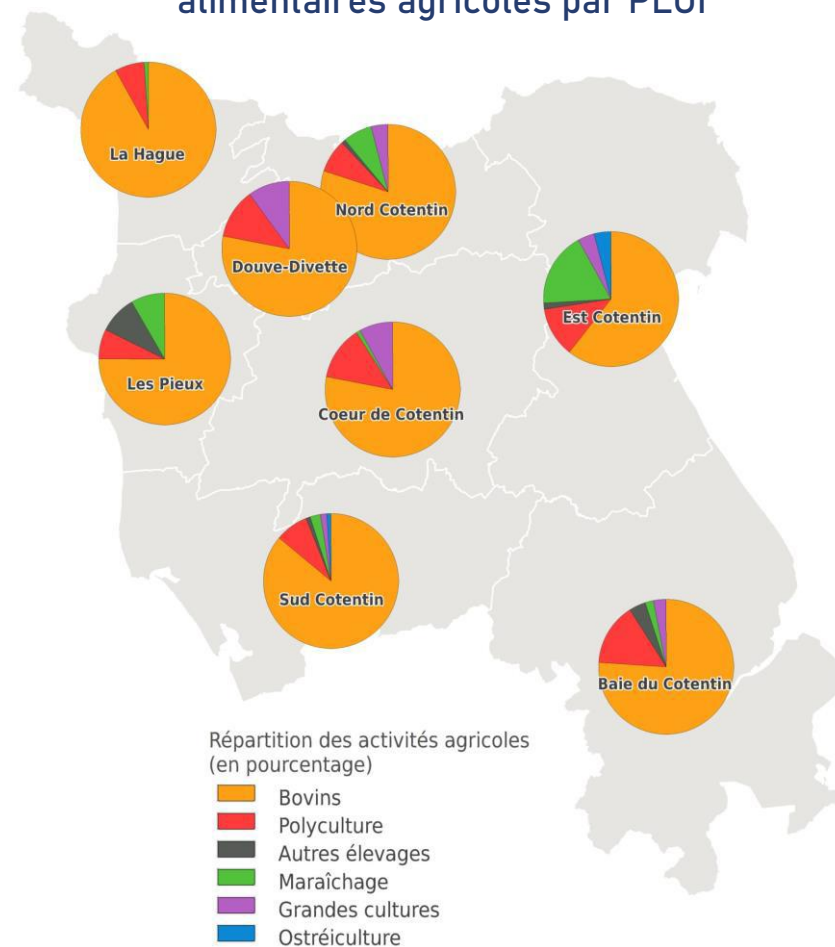 alimentaires agricoles par PLUi
La Hague
Nord Cotentin
Douve-Divette
Est Cotentin
Les Pieux
Coeur de Cotentin
Sud Cotentin
Baie du Cotentin
Répartition des activités agricoles
(en pourcentage)
Bovins
Polyculture
Autres élevages
Maraîchage
Grandes cultures
Ostréiculture